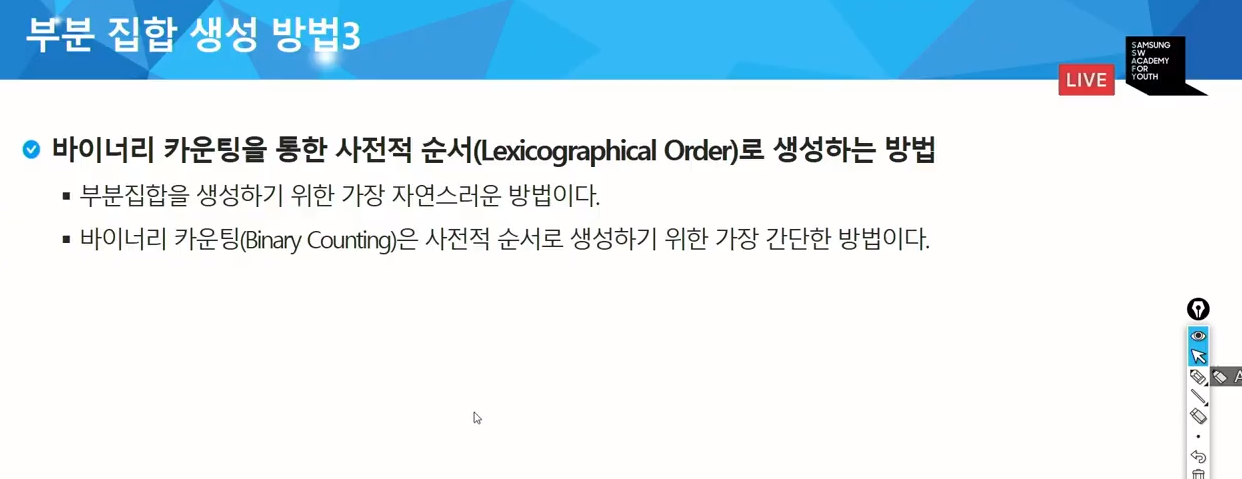 부분 집합 생성 방법3
SAMSUNG
SW
ACADEMY
FOR
YOUTH
LIVE
바이너리 카운팅을 통한 사전적 순서(Lexicographical Order)로 생성하는 방법
부분집합을 생성하기 위한 가장 자연스러운 방법이다.
바이너리 카운팅(Binary Counting)은 사전적 순서로 생성하기 위한 가장 간단한 방법이다.